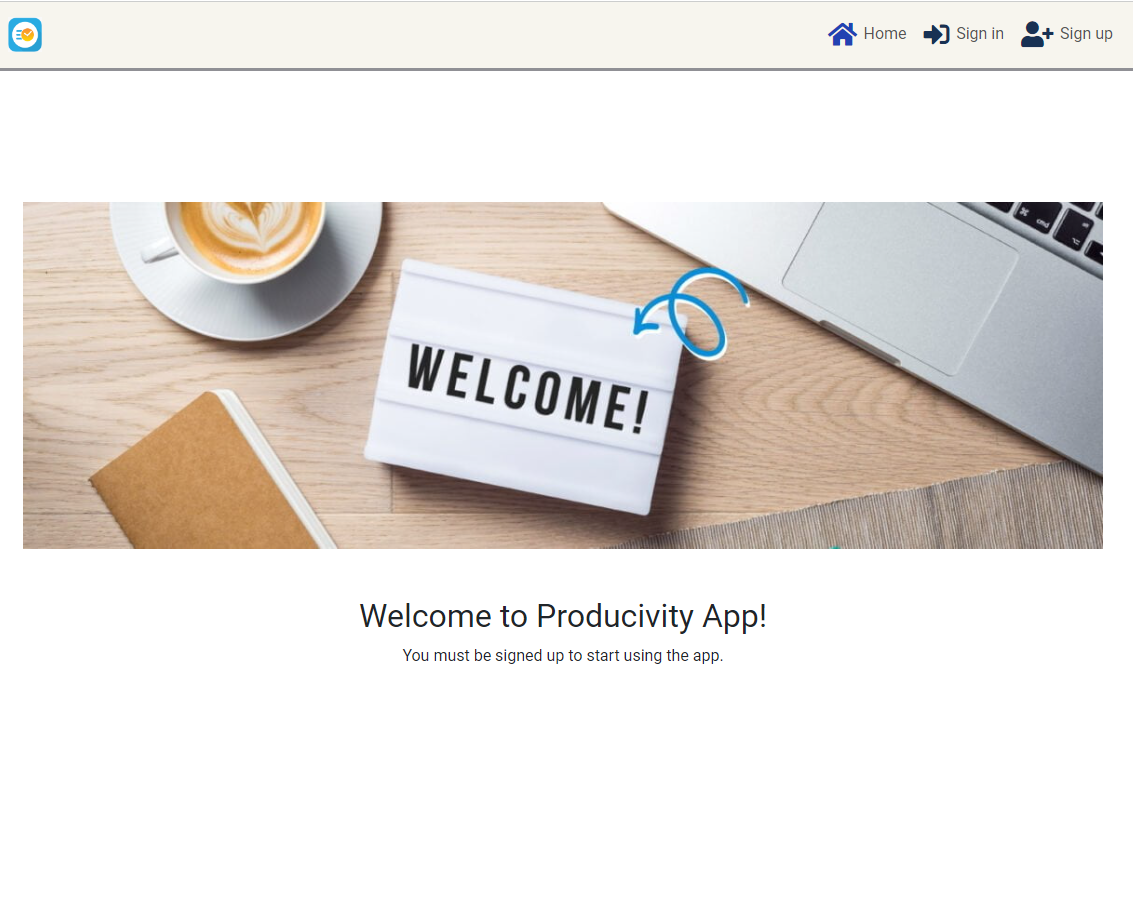 Home Sign in Sign up
cmd
WELCOME!
Welcome to Producivity App!
You must be signed up to start using the app.